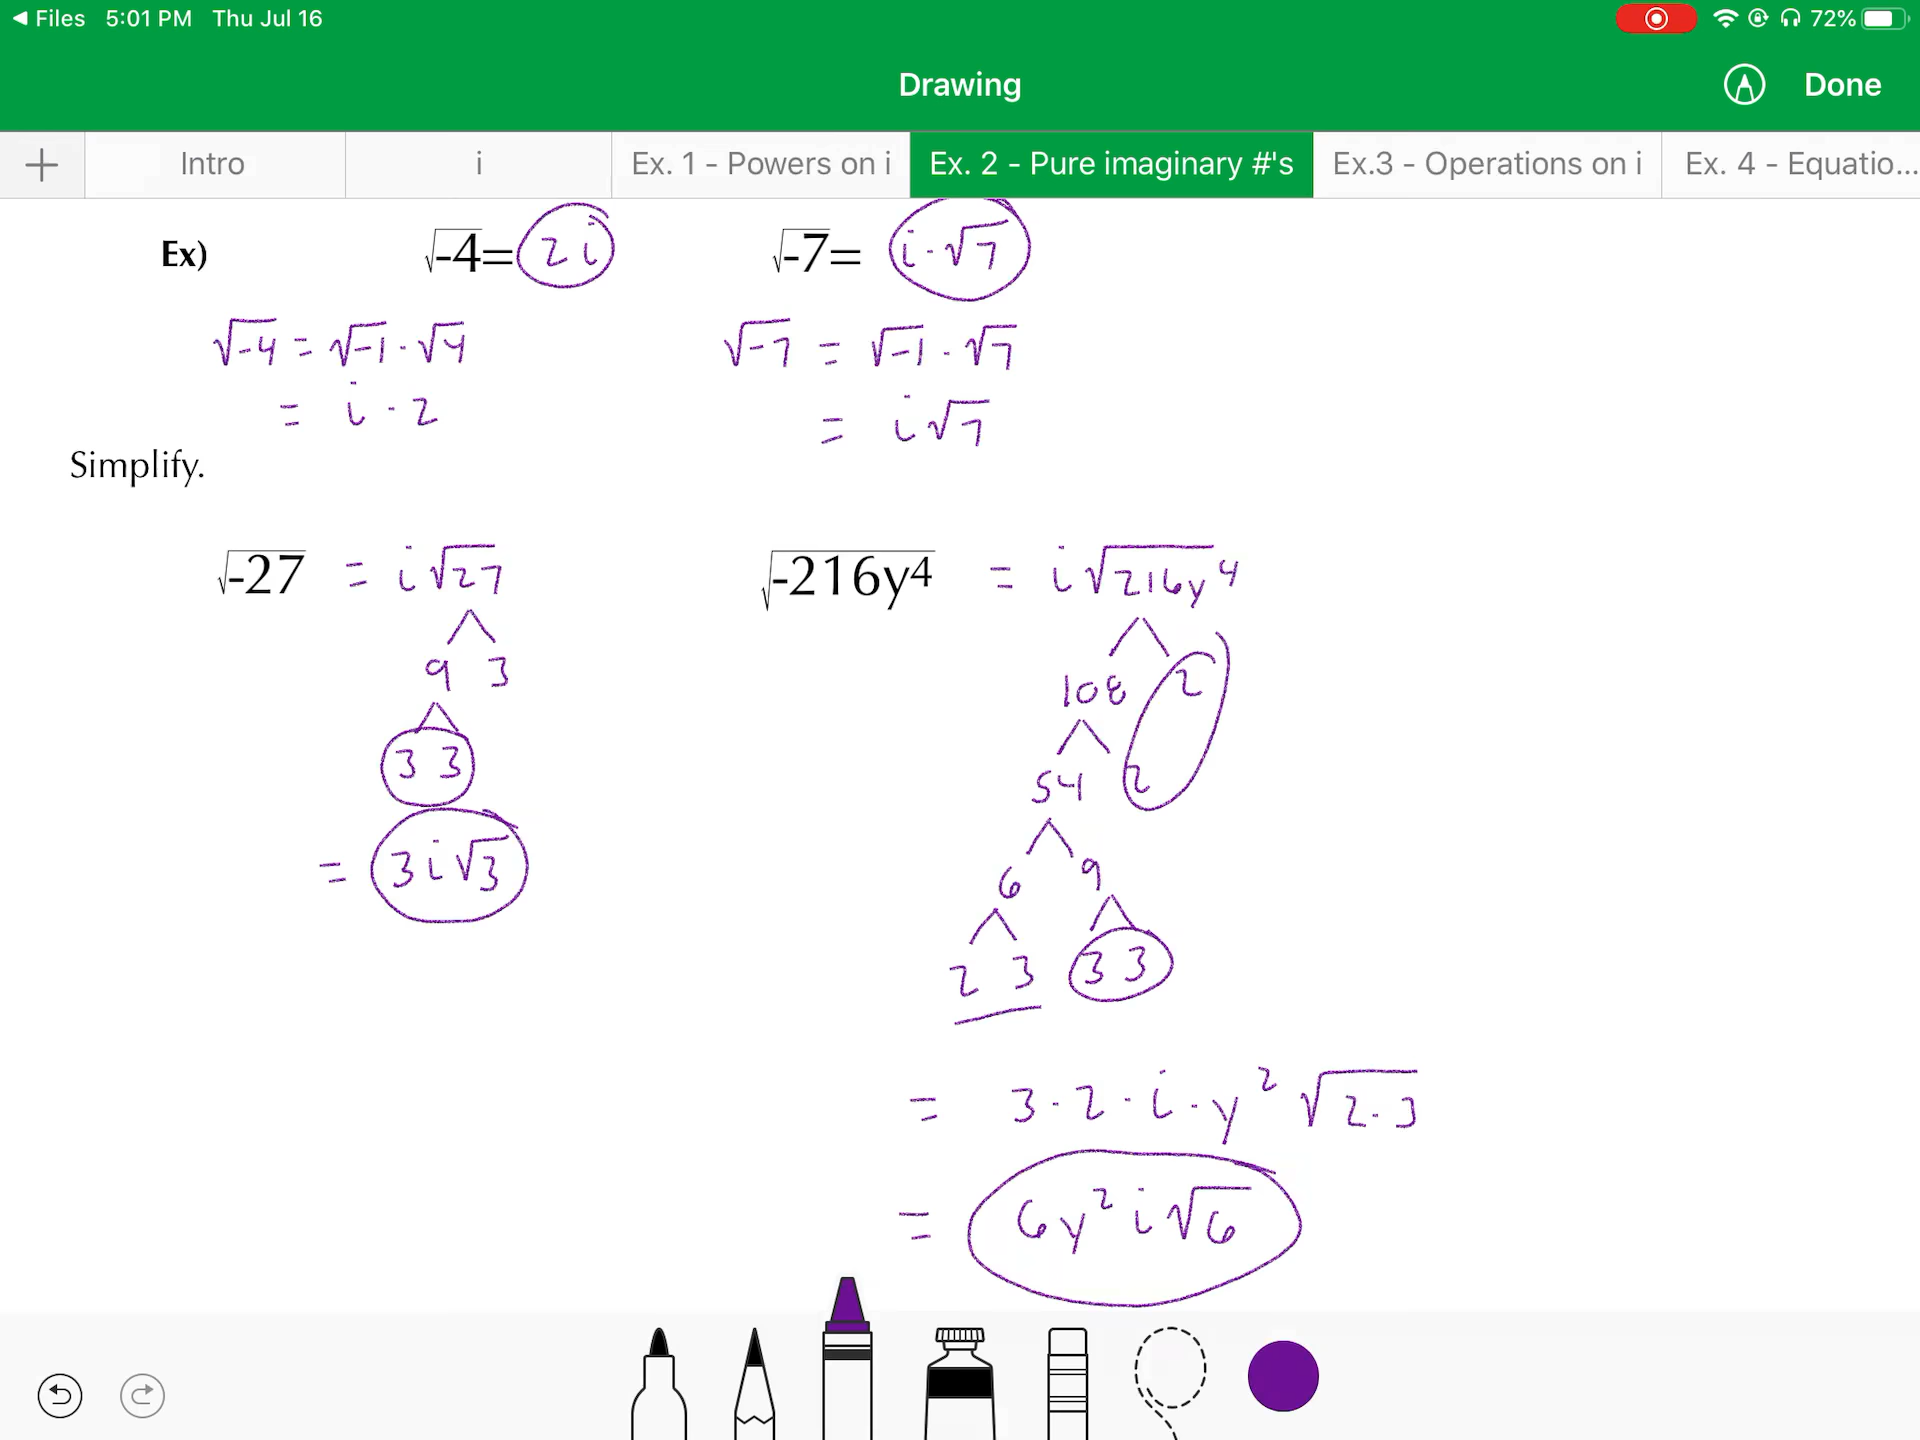 Files 5:01 PM Thu Jul 16 72%
Drawing
Done
Intro i Ex. 1 - Powers on i Ex. 2 - Pure imaginary #'s Ex.3 - Operations on i Ex. 4 - Equatio...
Ex) √-4= 2i √-7= i·√7
√-4 = √-1 · √4 √-7 = √-1 · √7
= i · 2 = i√7
Simplify.
√-27 = i√27 √-216y⁴ = i√216y⁴
9 3 108 2
3 3 54 2
= 3i√3 6 9
2 3 3 3
= 3·2·i·y² √2·3
= 6y² i√6